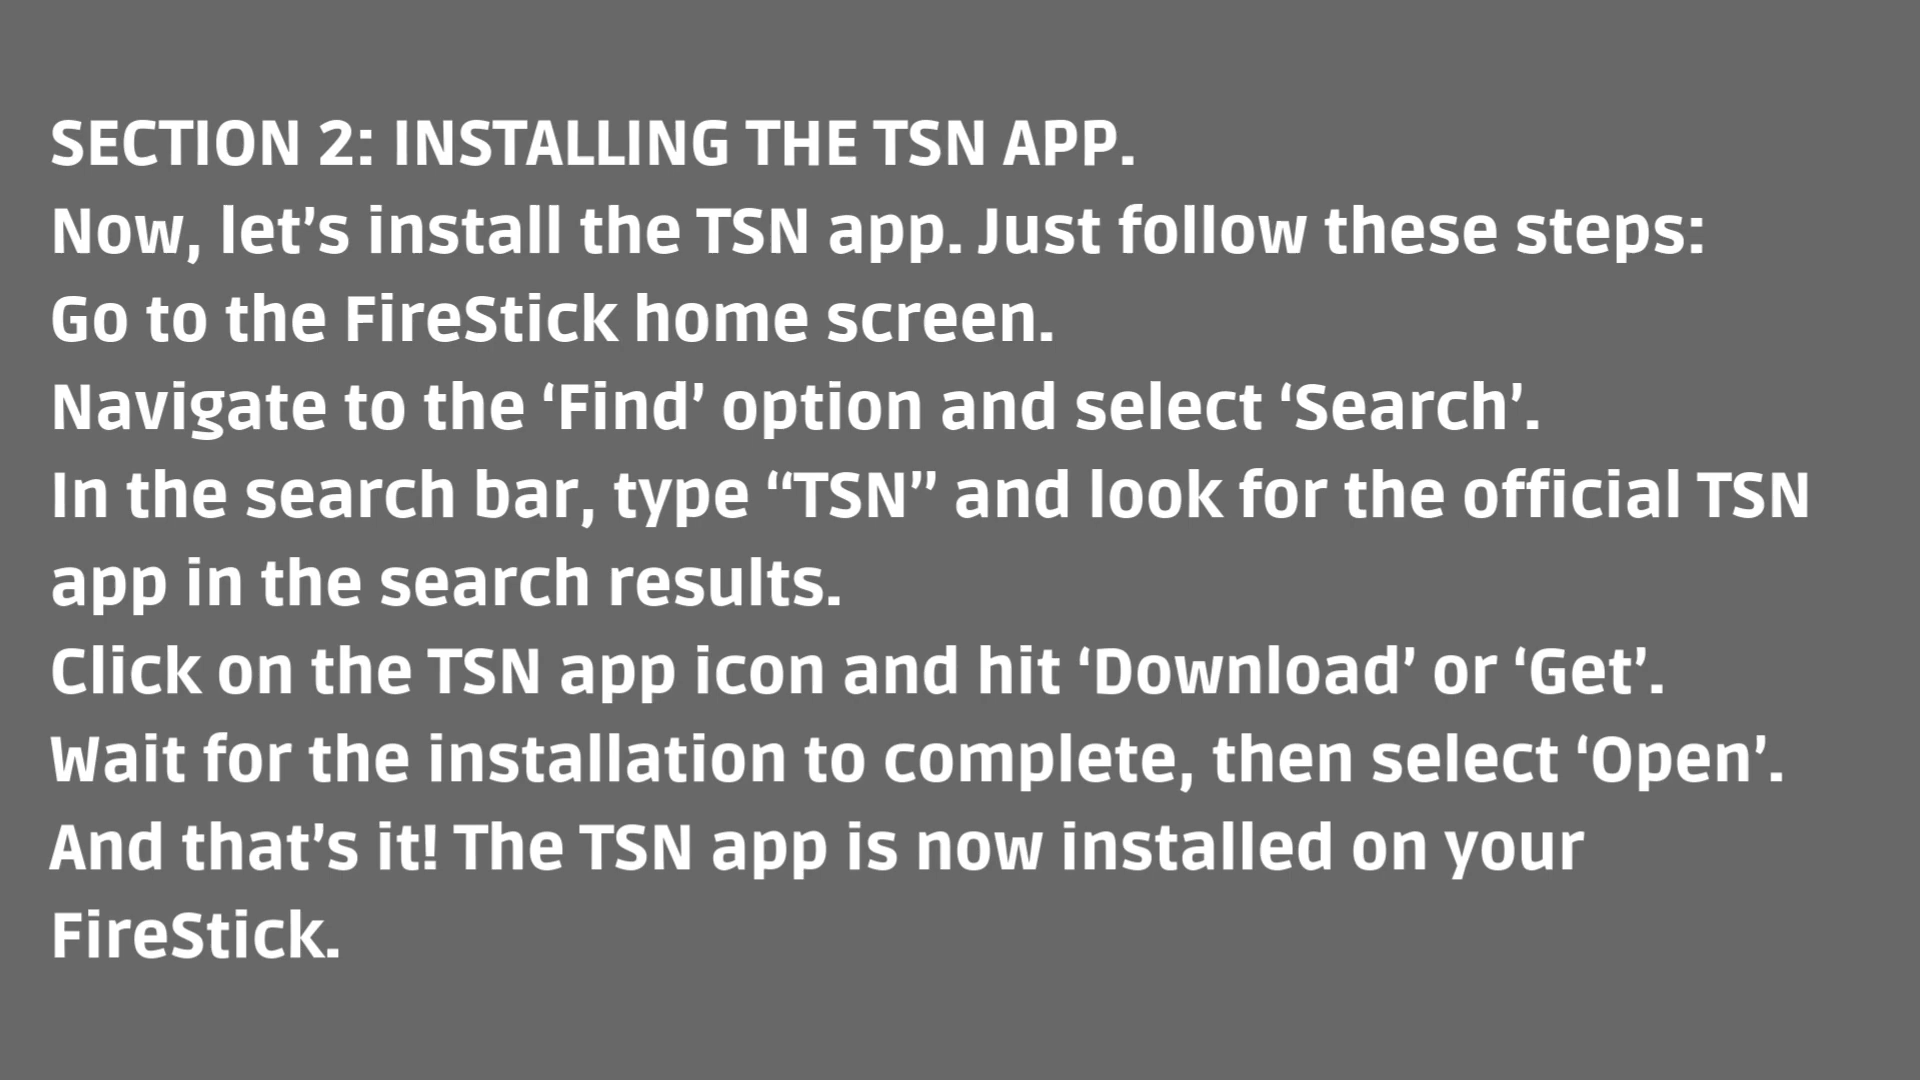 SECTION 2: INSTALLING THE TSN APP.
Now, let’s install the TSN app. Just follow these steps:
Go to the FireStick home screen.
Navigate to the ‘Find’ option and select ‘Search’.
In the search bar, type “TSN” and look for the official TSN
app in the search results.
Click on the TSN app icon and hit ‘Download’ or ‘Get’.
Wait for the installation to complete, then select ‘Open’.
And that’s it! The TSN app is now installed on your
FireStick.